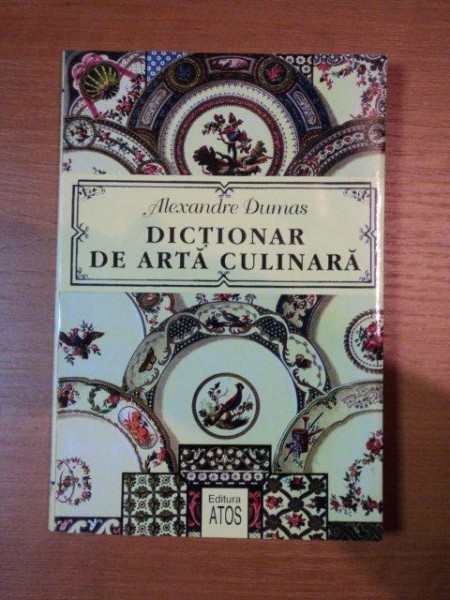 Alexandre Dumas
DICȚIONAR
DE ARTĂ CULINARĂ
Editura
ATOS